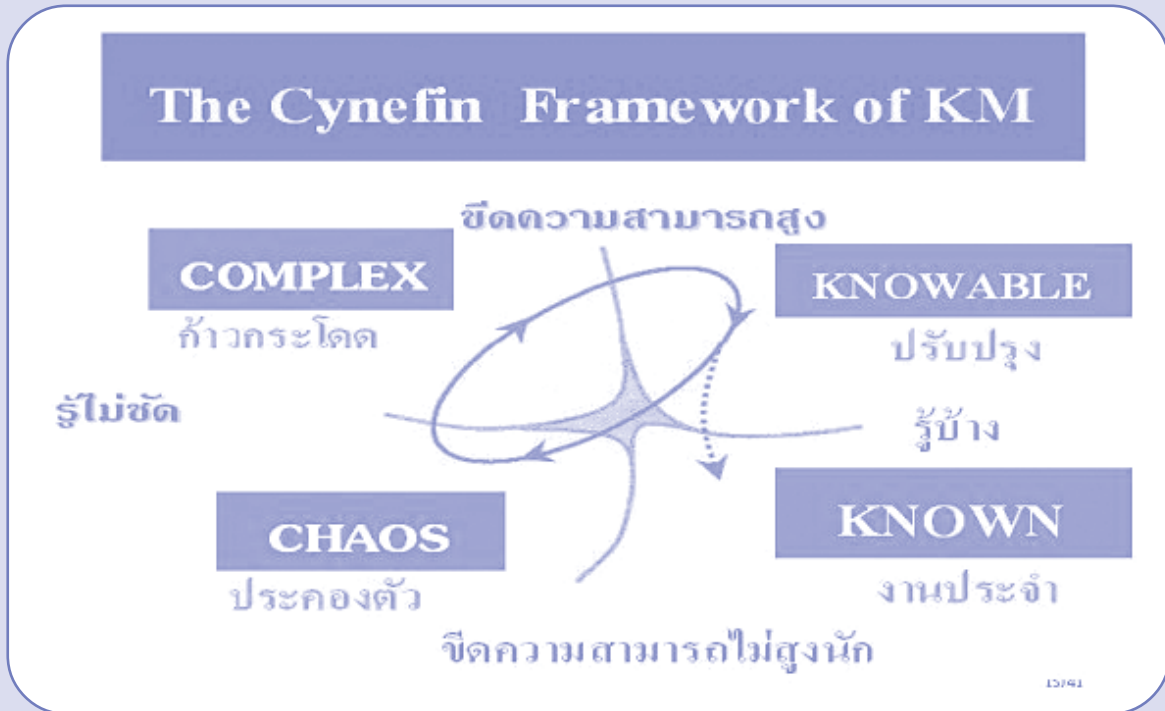 The Cynefin Framework of KM
ขีดความสามารถสูง
COMPLEX
ก้าวกระโดด
KNOWABLE
ปรับปรุง
รู้ไม่ชัด
รู้บ้าง
CHAOS
ประคองตัว
KNOWN
งานประจำ
ขีดความสามารถไม่สูงนัก
15/41